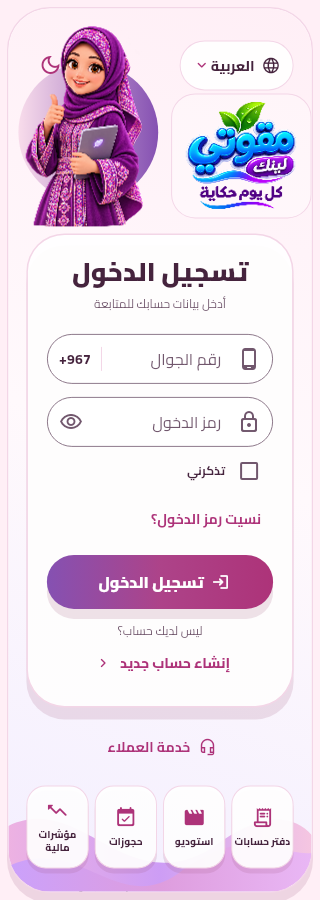 العربية
مقوتي
لينك
كل يوم حكاية
تسجيل الدخول
أدخل بيانات حسابك للمتابعة
رقم الجوال
+967
رمز الدخول
تذكرني
نسيت رمز الدخول؟
تسجيل الدخول
ليس لديك حساب؟
إنشاء حساب جديد
خدمة العملاء
دفتر حسابات
استوديو
حجوزات
مؤشرات
مالية